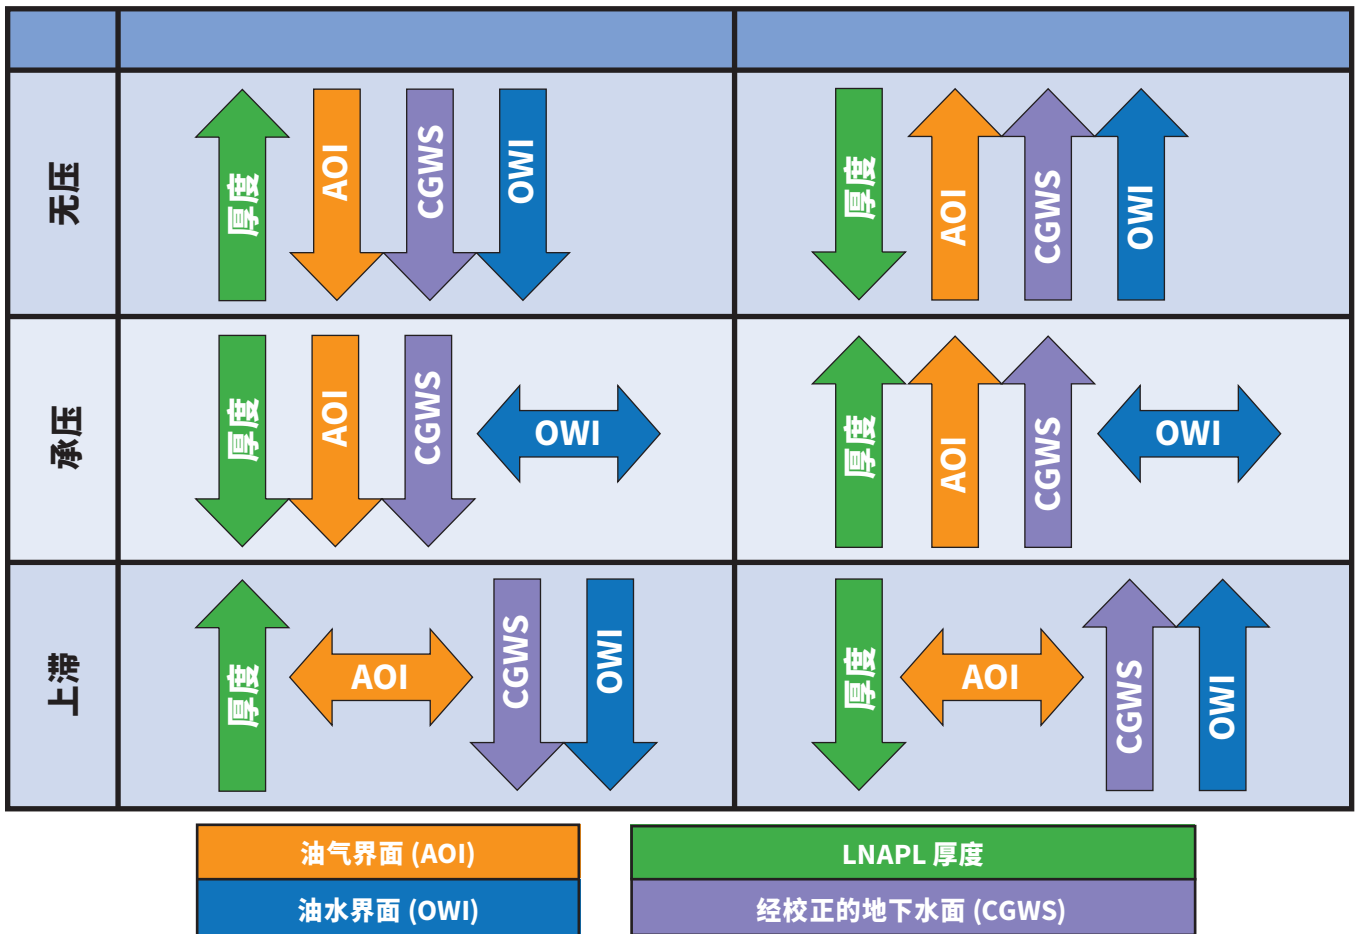 无压
厚度
AOI
CGWS
OWI
厚度
AOI
CGWS
OWI
承压
厚度
AOI
CGWS
OWI
厚度
AOI
CGWS
OWI
上滞
厚度
AOI
CGWS
OWI
厚度
AOI
CGWS
OWI
油气界面 (AOI)
LNAPL 厚度
油水界面 (OWI)
经校正的地下水面 (CGWS)